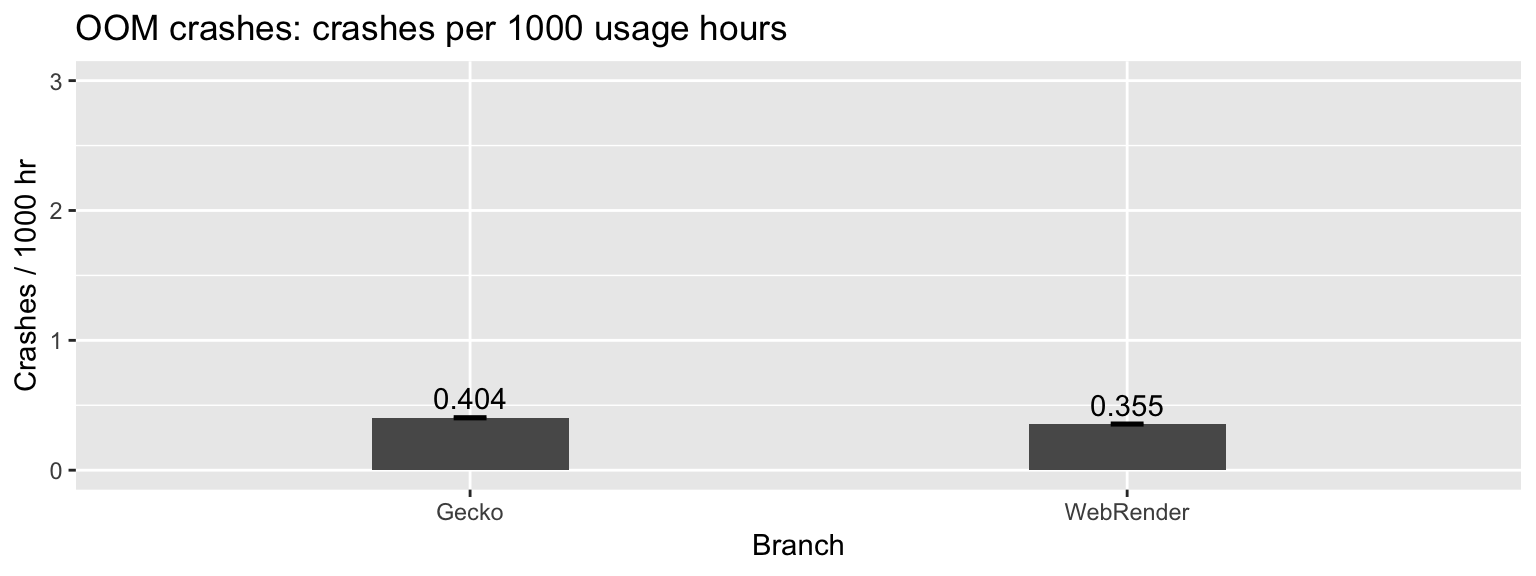 OOM crashes: crashes per 1000 usage hours
Crashes / 1000 hr
3
2
1
0
0.404
0.355
Gecko
WebRender
Branch